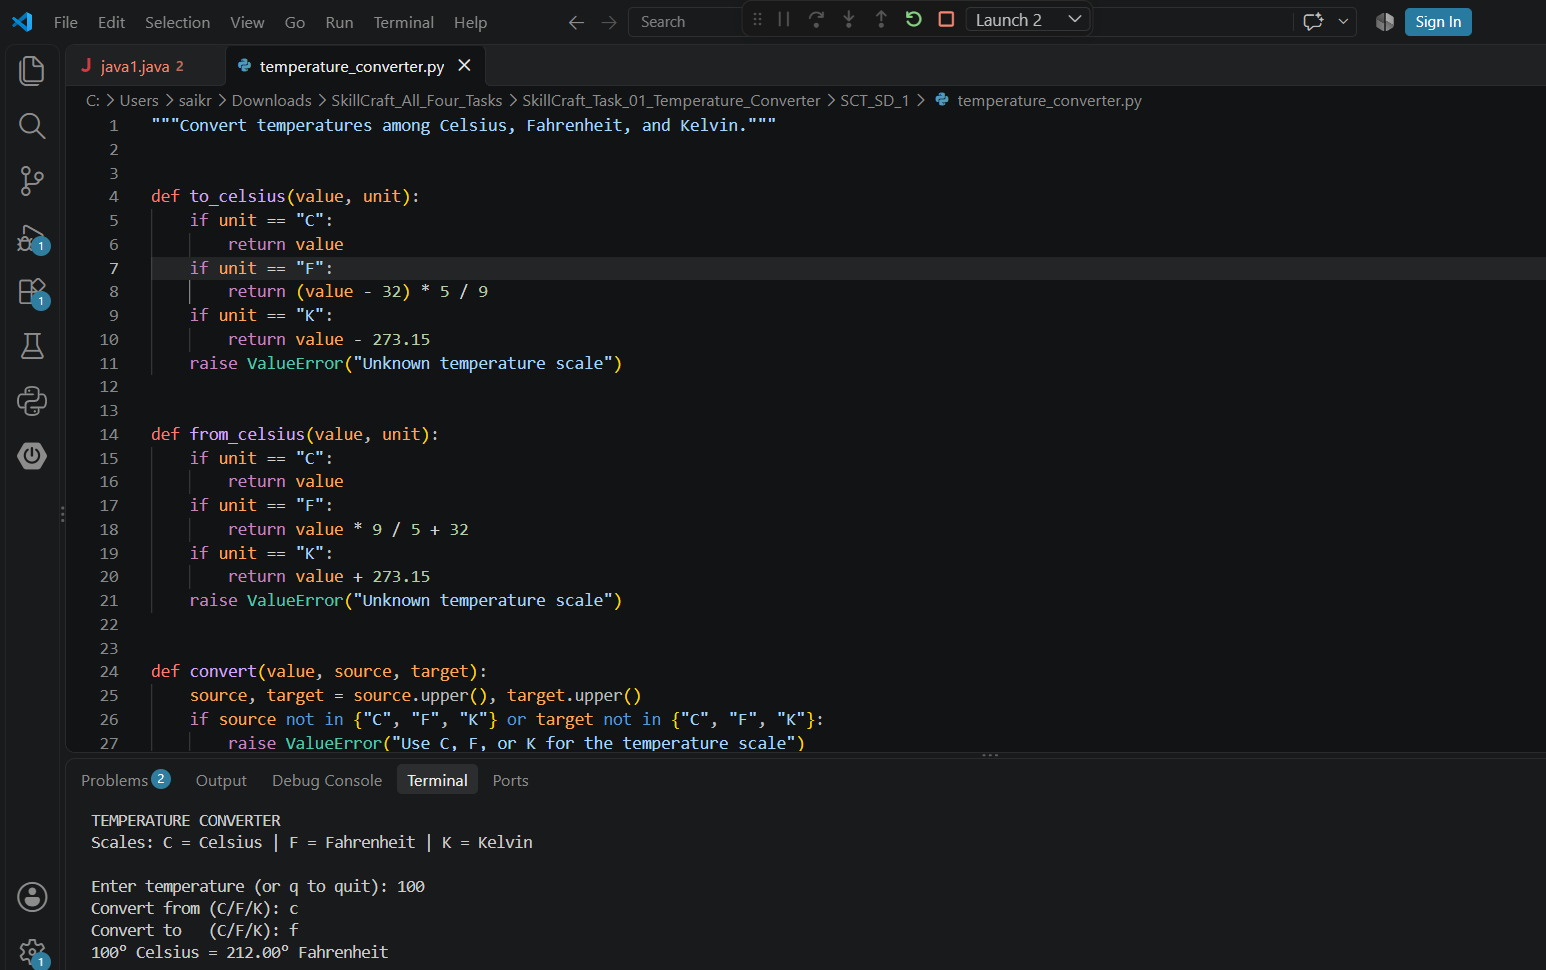 File Edit Selection View Go Run Terminal Help Search Launch 2 Sign In
J java1.java 2 temperature_converter.py
C: > Users > saikr > Downloads > SkillCraft_All_Four_Tasks > SkillCraft_Task_01_Temperature_Converter > SCT_SD_1 > temperature_converter.py
1 """Convert temperatures among Celsius, Fahrenheit, and Kelvin."""
2
3
4 def to_celsius(value, unit):
5 if unit == "C":
6 return value
7 if unit == "F":
8 return (value - 32) * 5 / 9
9 if unit == "K":
10 return value - 273.15
11 raise ValueError("Unknown temperature scale")
12
13
14 def from_celsius(value, unit):
15 if unit == "C":
16 return value
17 if unit == "F":
18 return value * 9 / 5 + 32
19 if unit == "K":
20 return value + 273.15
21 raise ValueError("Unknown temperature scale")
22
23
24 def convert(value, source, target):
25 source, target = source.upper(), target.upper()
26 if source not in {"C", "F", "K"} or target not in {"C", "F", "K"}:
27 raise ValueError("Use C, F, or K for the temperature scale")
1
1
1
Problems 2 Output Debug Console Terminal Ports
TEMPERATURE CONVERTER
Scales: C = Celsius | F = Fahrenheit | K = Kelvin
Enter temperature (or q to quit): 100
Convert from (C/F/K): c
Convert to (C/F/K): f
100° Celsius = 212.00° Fahrenheit